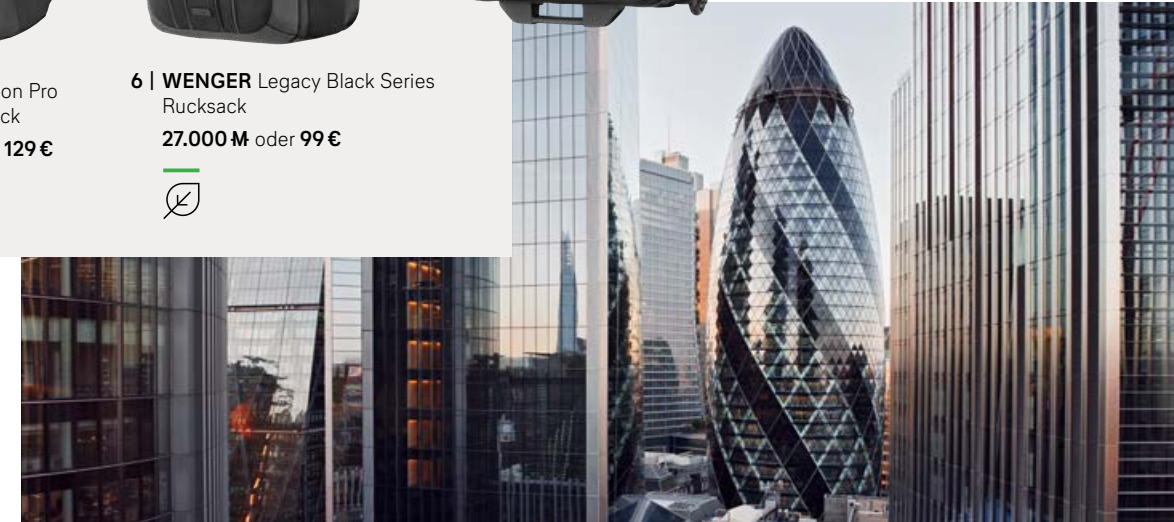 on Pro
ck
129 €
6 | WENGER Legacy Black Series
Rucksack
27.000 M oder 99 €